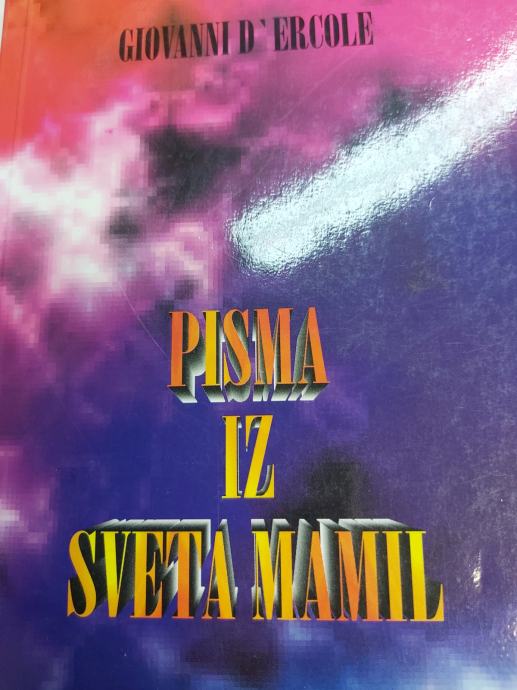 GIOVANNI D'ERCOLE
PISMA
IZ
SVETA MAMIL